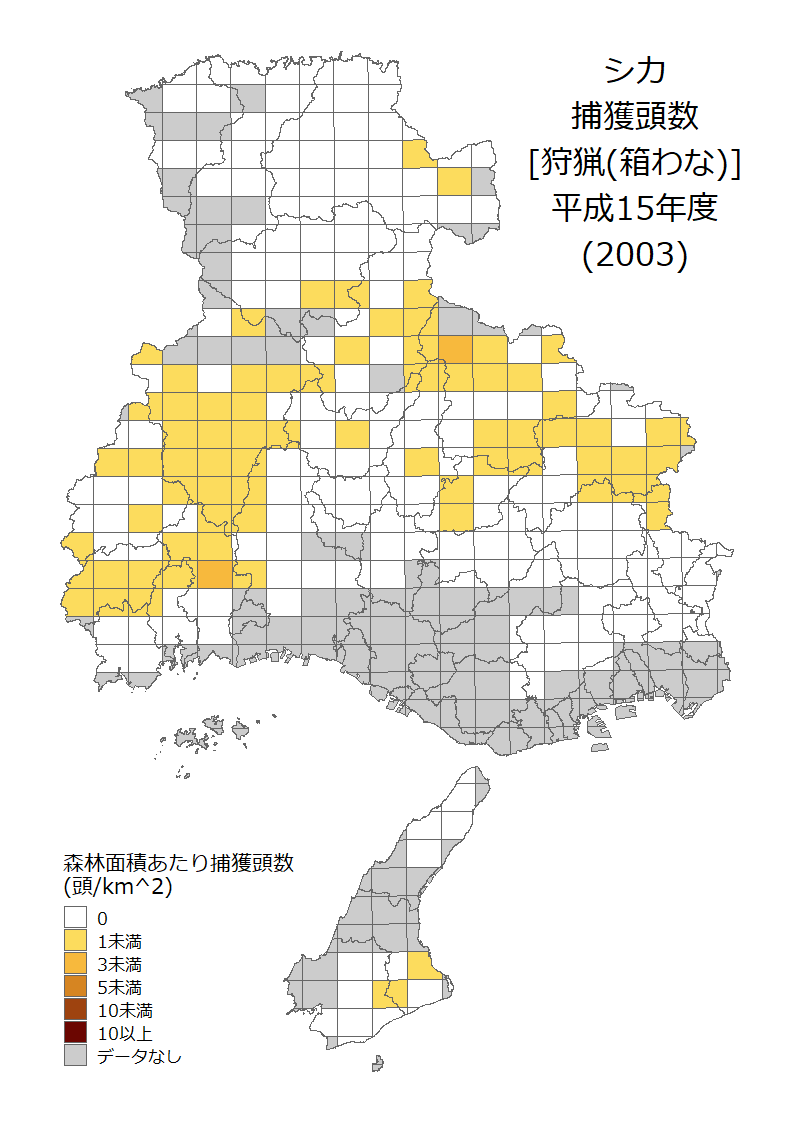 シカ
捕獲頭数
[狩猟(箱わな)]
平成15年度
(2003)
森林面積あたり捕獲頭数
(頭/km^2)
0
1未満
3未満
5未満
10未満
10以上
データなし